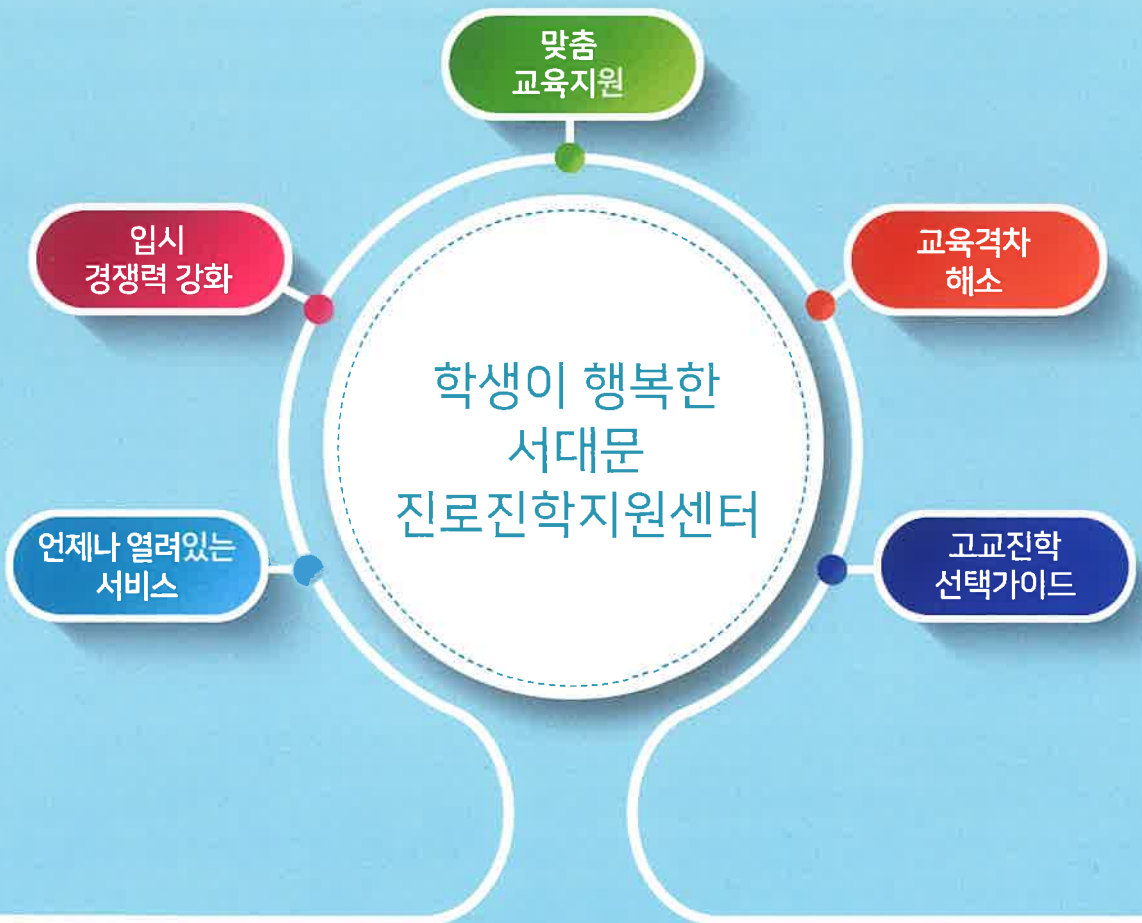 맞춤
교육지원
입시
경쟁력 강화
교육격차
해소
학생이 행복한
서대문
진로진학지원센터
언제나 열려있는
서비스
고교진학
선택가이드